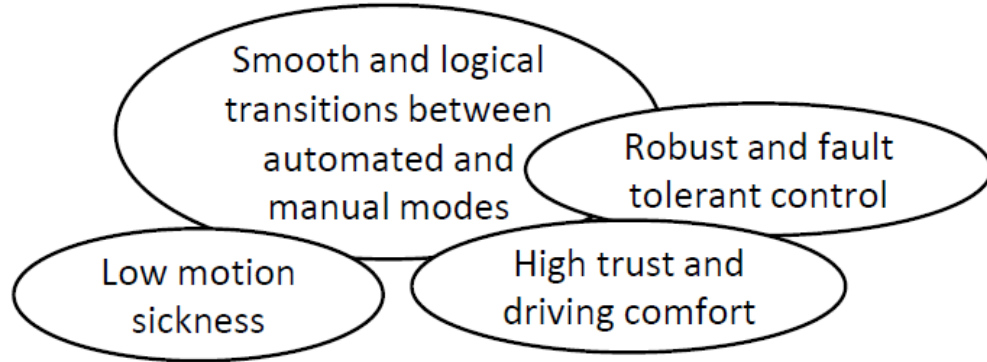 Smooth and logical
transitions between
automated and
manual modes
Robust and fault
tolerant control
Low motion
sickness
High trust and
driving comfort